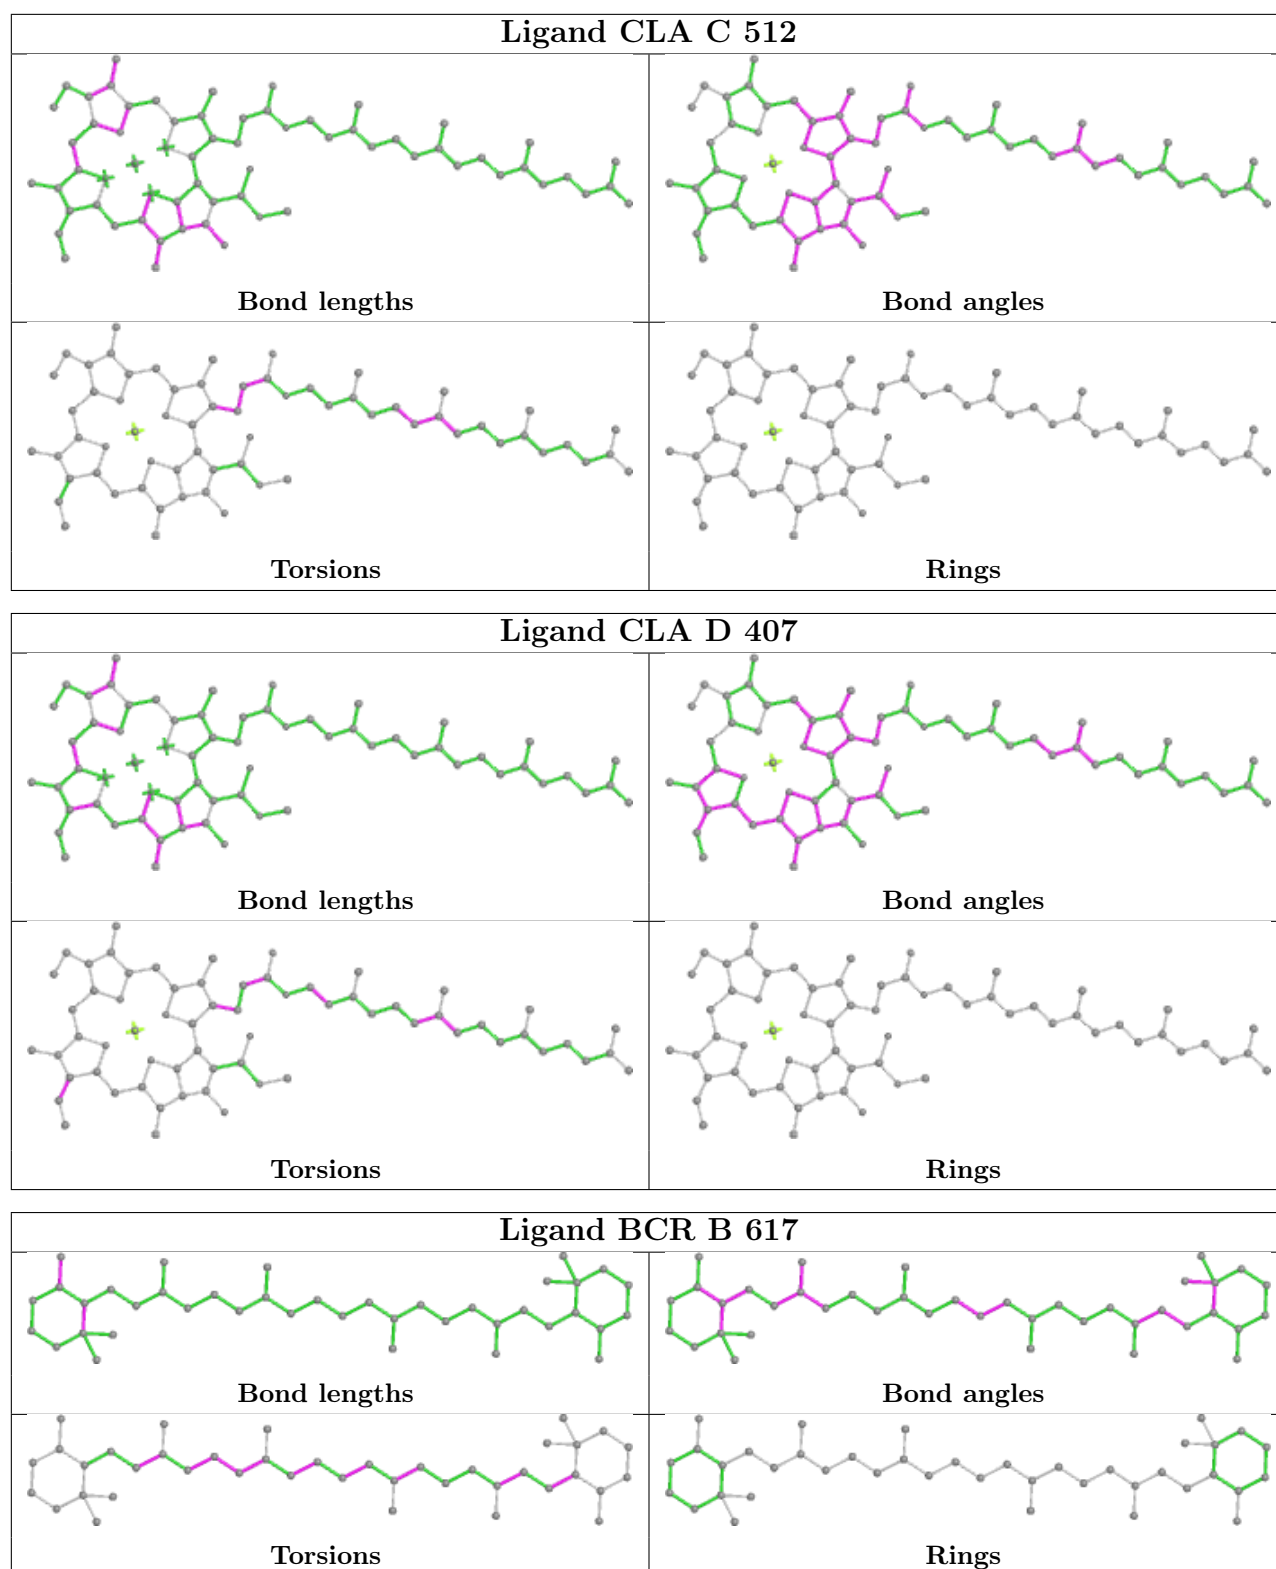 Ligand CLA C 512
Bond lengths
Bond angles
Torsions
Rings
Ligand CLA D 407
Bond lengths
Bond angles
Torsions
Rings
Ligand BCR B 617
Bond lengths
Bond angles
Torsions
Rings